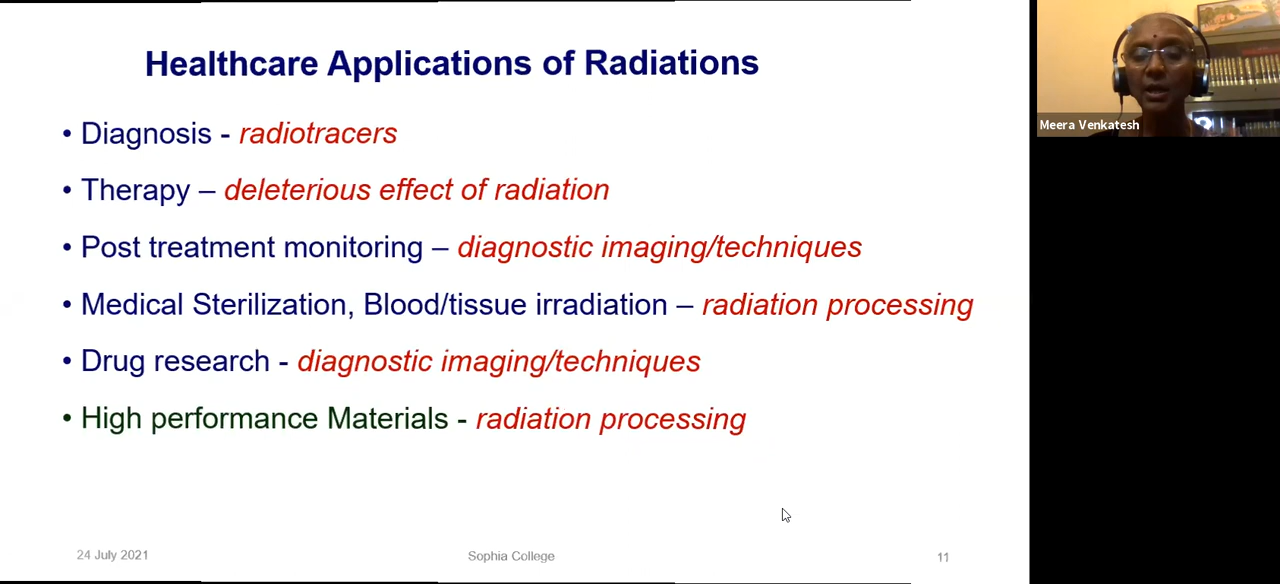 Healthcare Applications of Radiations
• Diagnosis - radiotracers
• Therapy – deleterious effect of radiation
• Post treatment monitoring – diagnostic imaging/techniques
• Medical Sterilization, Blood/tissue irradiation – radiation processing
• Drug research - diagnostic imaging/techniques
• High performance Materials - radiation processing
24 July 2021
Sophia College
11
Meera Venkatesh